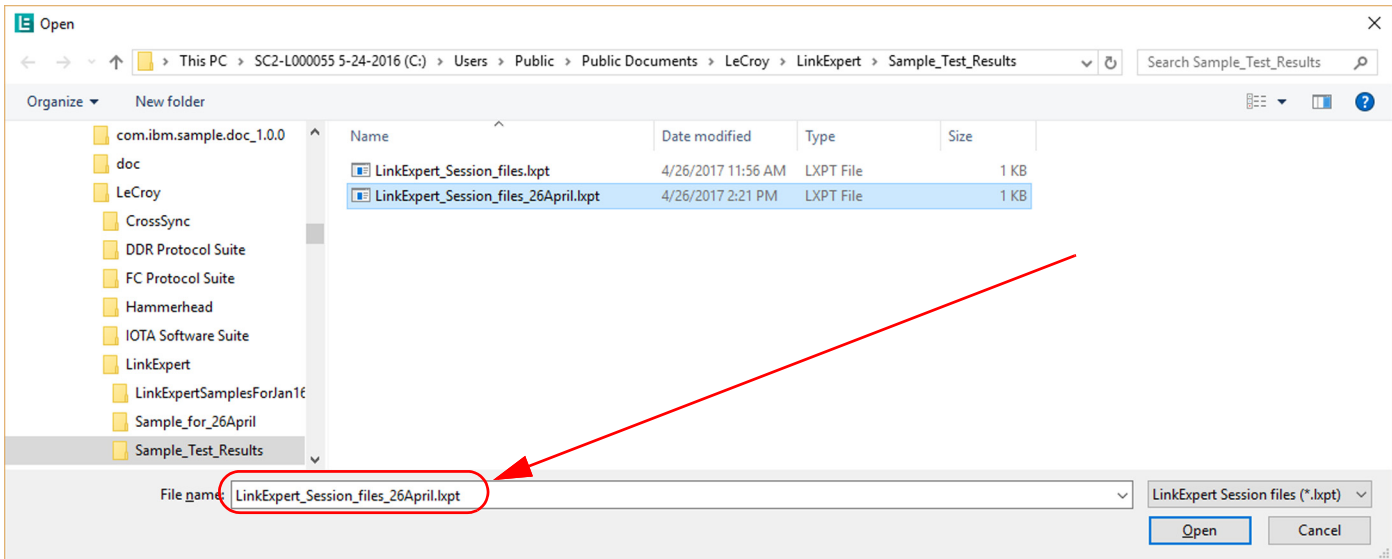 Open
This PC > SC2-L000055 5-24-2016 (C:) > Users > Public > Public Documents > LeCroy > LinkExpert > Sample_Test_Results
Search Sample_Test_Results
Organize
New folder
com.ibm.sample.doc_1.0.0
doc
LeCroy
CrossSync
DDR Protocol Suite
FC Protocol Suite
Hammerhead
IOTA Software Suite
LinkExpert
LinkExpertSamplesForJan16
Sample_for_26April
Sample_Test_Results
Name Date modified Type Size
LinkExpert_Session_files.lxpt 4/26/2017 11:56 AM LXPT File 1 KB
LinkExpert_Session_files_26April.lxpt 4/26/2017 2:21 PM LXPT File 1 KB
File name: LinkExpert_Session_files_26April.lxpt
LinkExpert Session files (*.lxpt)
Open
Cancel